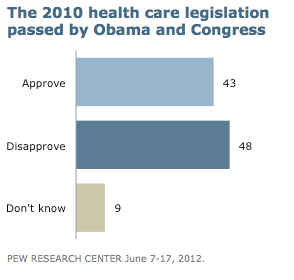 The 2010 health care legislation
passed by Obama and Congress
Approve 43
Disapprove 48
Don't know 9
PEW RESEARCH CENTER June 7-17, 2012.